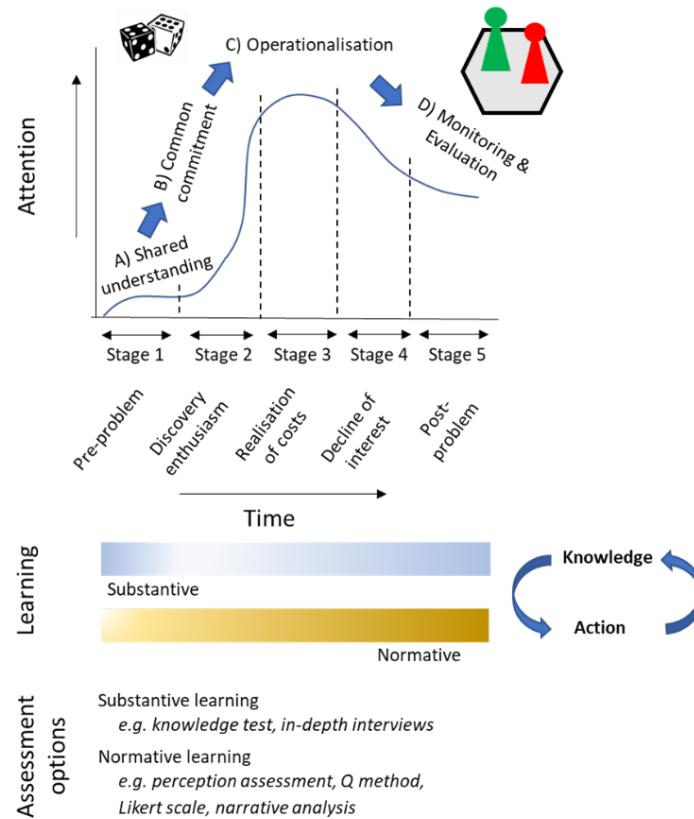 C) Operationalisation
B) Common
commitment
D) Monitoring &
Evaluation
A) Shared
understanding
Attention
Stage 1
Stage 2
Stage 3
Stage 4
Stage 5
Pre-problem
Discovery
enthusiasm
Realisation
of costs
Decline of
interest
Post-
problem
Time
Learning
Substantive
Normative
Knowledge
Action
Assessment
options
Substantive learning
e.g. knowledge test, in-depth interviews
Normative learning
e.g. perception assessment, Q method,
Likert scale, narrative analysis